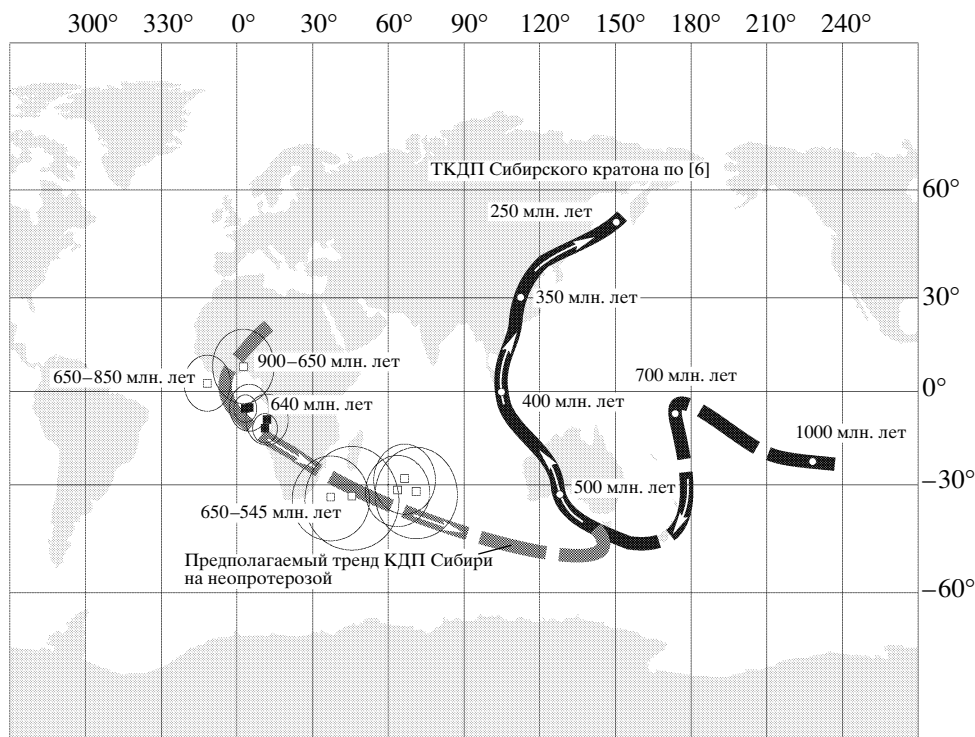 300° 330° 0° 30° 60° 90° 120° 150° 180° 210° 240°
ТКДП Сибирского кратона по [6]
60°
250 млн. лет
30°
350 млн. лет
900–650 млн. лет
650–850 млн. лет
700 млн. лет
0°
640 млн. лет
400 млн. лет
1000 млн. лет
–30°
500 млн. лет
650–545 млн. лет
Предполагаемый тренд КДП Сибири
на неопротерозой
–60°